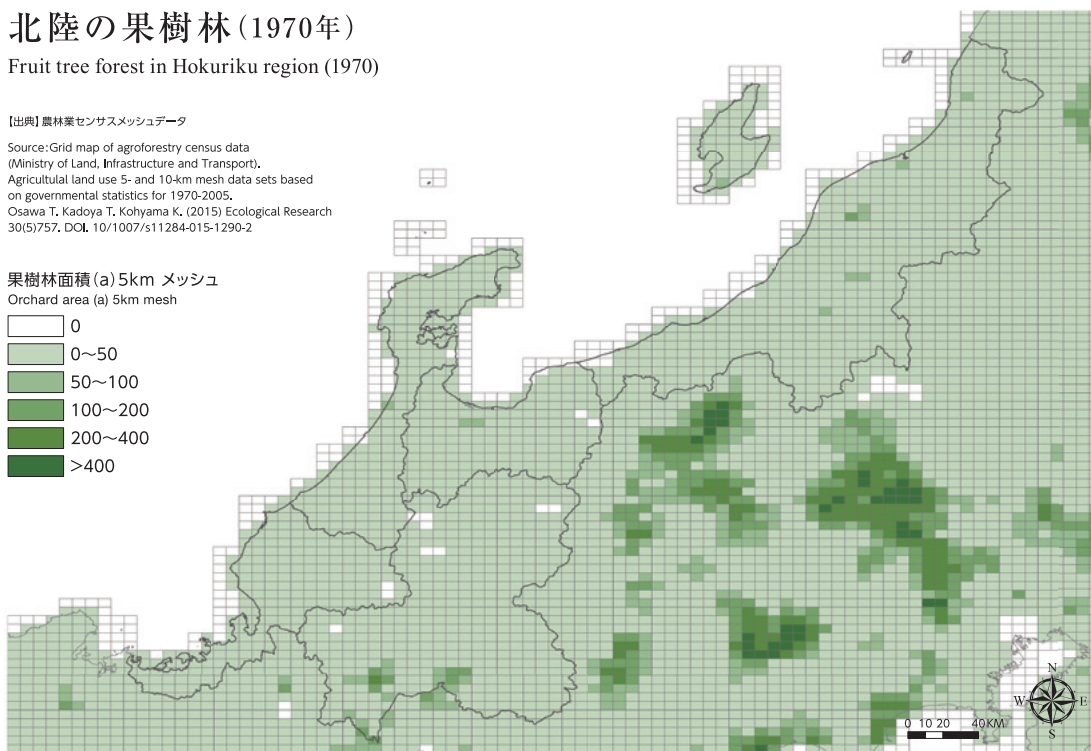 北陸の果樹林(1970年)
Fruit tree forest in Hokuriku region (1970)
【出典】農林業センサスメッシュデータ
Source:Grid map of agroforestry census data
(Ministry of Land, Infrastructure and Transport).
Agricultulal land use 5- and 10-km mesh data sets based
on governmental statistics for 1970-2005.
Osawa T. Kadoya T. Kohyama K. (2015) Ecological Research
30(5)757. DOI. 10/1007/s11284-015-1290-2
果樹林面積(a)5km メッシュ
Orchard area (a) 5km mesh
0
0〜50
50〜100
100〜200
200〜400
>400
N
W E
S
0 10 20 40KM